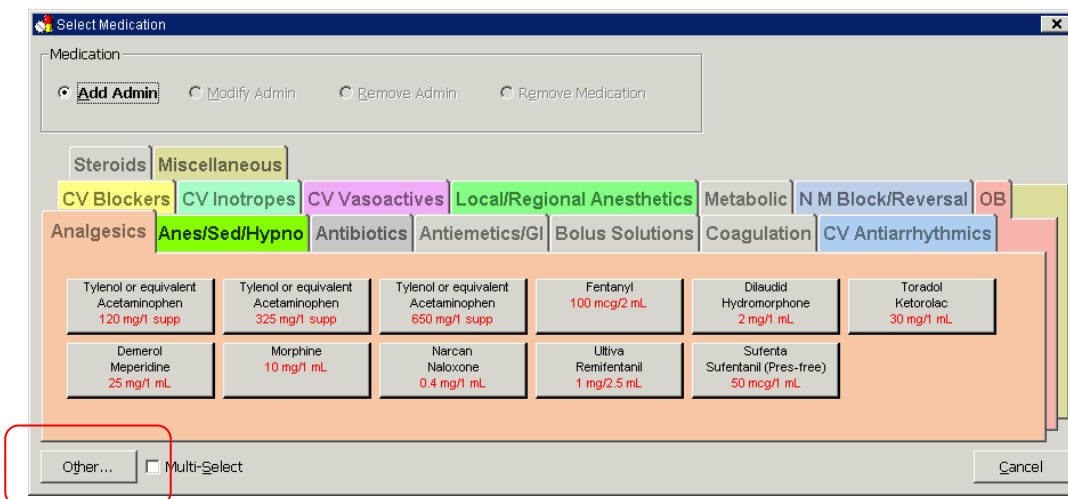 Select Medication
Medication
Add Admin Modify Admin Remove Admin Remove Medication
Steroids Miscellaneous
CV Blockers CV Inotropes CV Vasoactives Local/Regional Anesthetics Metabolic N M Block/Reversal OB
Analgesics Anes/Sed/Hypno Antibiotics Antiemetics/GI Bolus Solutions Coagulation CV Antiarrhythmics
Tylenol or equivalent
Acetaminophen
120 mg/1 supp
Tylenol or equivalent
Acetaminophen
325 mg/1 supp
Tylenol or equivalent
Acetaminophen
650 mg/1 supp
Fentanyl
100 mcg/2 mL
Dilaudid
Hydromorphone
2 mg/1 mL
Toradol
Ketorolac
30 mg/1 mL
Demerol
Meperidine
25 mg/1 mL
Morphine
10 mg/1 mL
Narcan
Naloxone
0.4 mg/1 mL
Ultiva
Remifentanil
1 mg/2.5 mL
Sufenta
Sufentanil (Pres-free)
50 mcg/1 mL
Other... Multi-Select Cancel